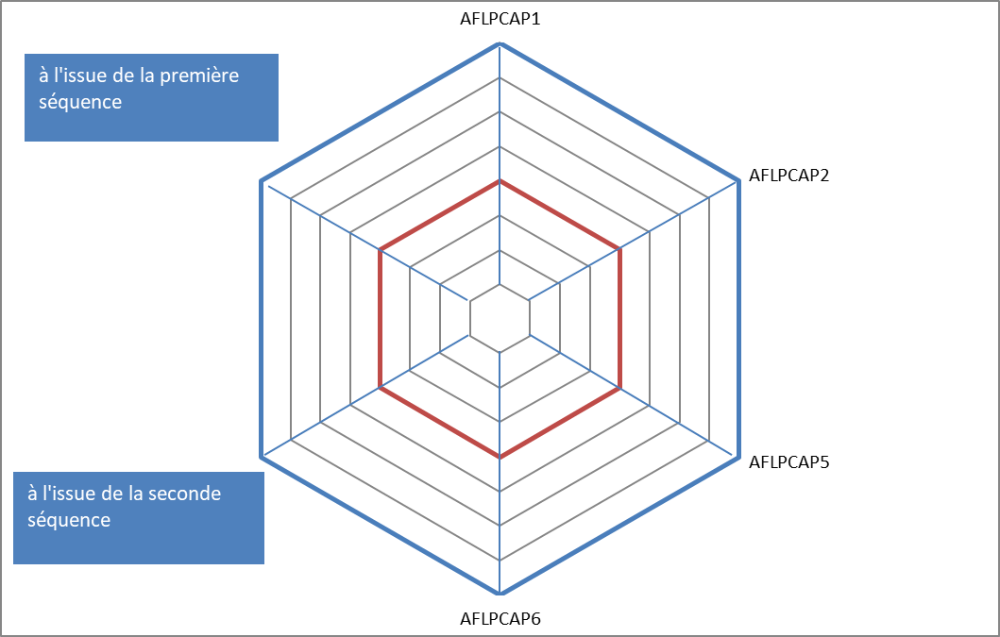 AFLPCAP1
à l'issue de la première
séquence
AFLPCAP2
AFLPCAP5
à l'issue de la seconde
séquence
AFLPCAP6